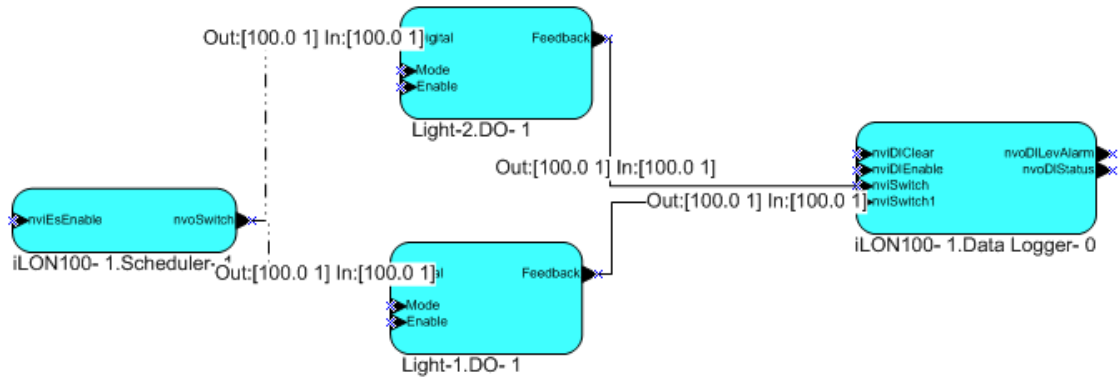 Out:[100.0 1] In:[100.0 1]
Feedback
Mode
Enable
Light-2.DO- 1
Out:[100.0 1] In:[100.0 1]
nviDlClear
nvoDlLevAlarm
nviDlEnable
nvoDlStatus
nviSwitch
nviSwitch1
Out:[100.0 1] In:[100.0 1]
iLON100- 1.Data Logger- 0
nviEsEnable
nvoSwitch
iLON100- 1.Scheduler-
Out:[100.0 1] In:[100.0 1]
Feedback
Mode
Enable
Light-1.DO- 1